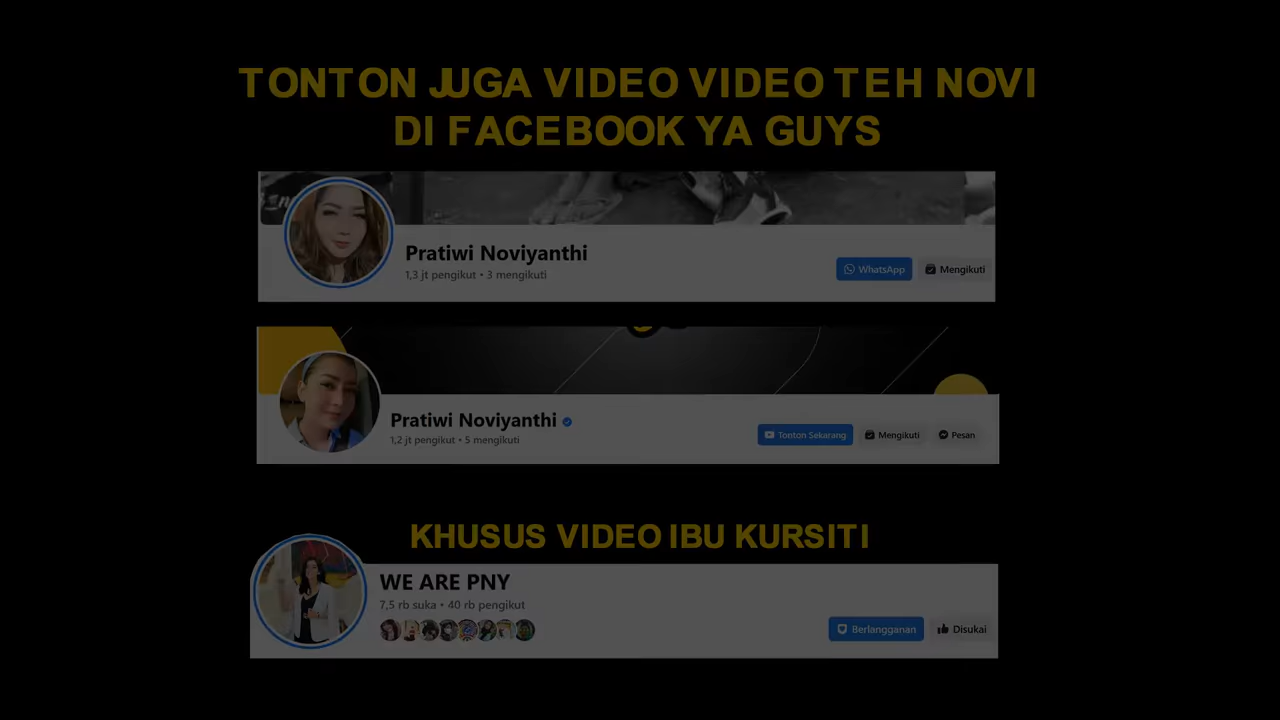 TONTON JUGA VIDEO VIDEO TEH NOVI
DI FACEBOOK YA GUYS
Pratiwi Noviyanthi
1,3 jt pengikut • 3 mengikuti
WhatsApp
Mengikuti
Pratiwi Noviyanthi
1,2 jt pengikut • 5 mengikuti
Tonton Sekarang
Mengikuti
Pesan
KHUSUS VIDEO IBU KURSITI
WE ARE PNY
7,5 rb suka • 40 rb pengikut
Berlangganan
Disukai